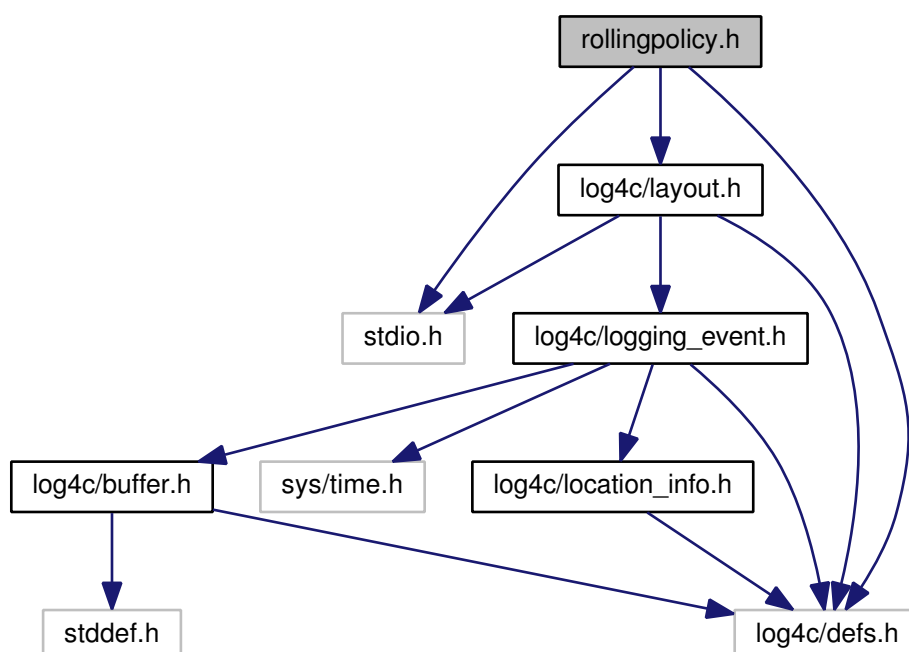 rollingpolicy.h
log4c/layout.h
stdio.h
log4c/logging_event.h
log4c/buffer.h
sys/time.h
log4c/location_info.h
stddef.h
log4c/defs.h